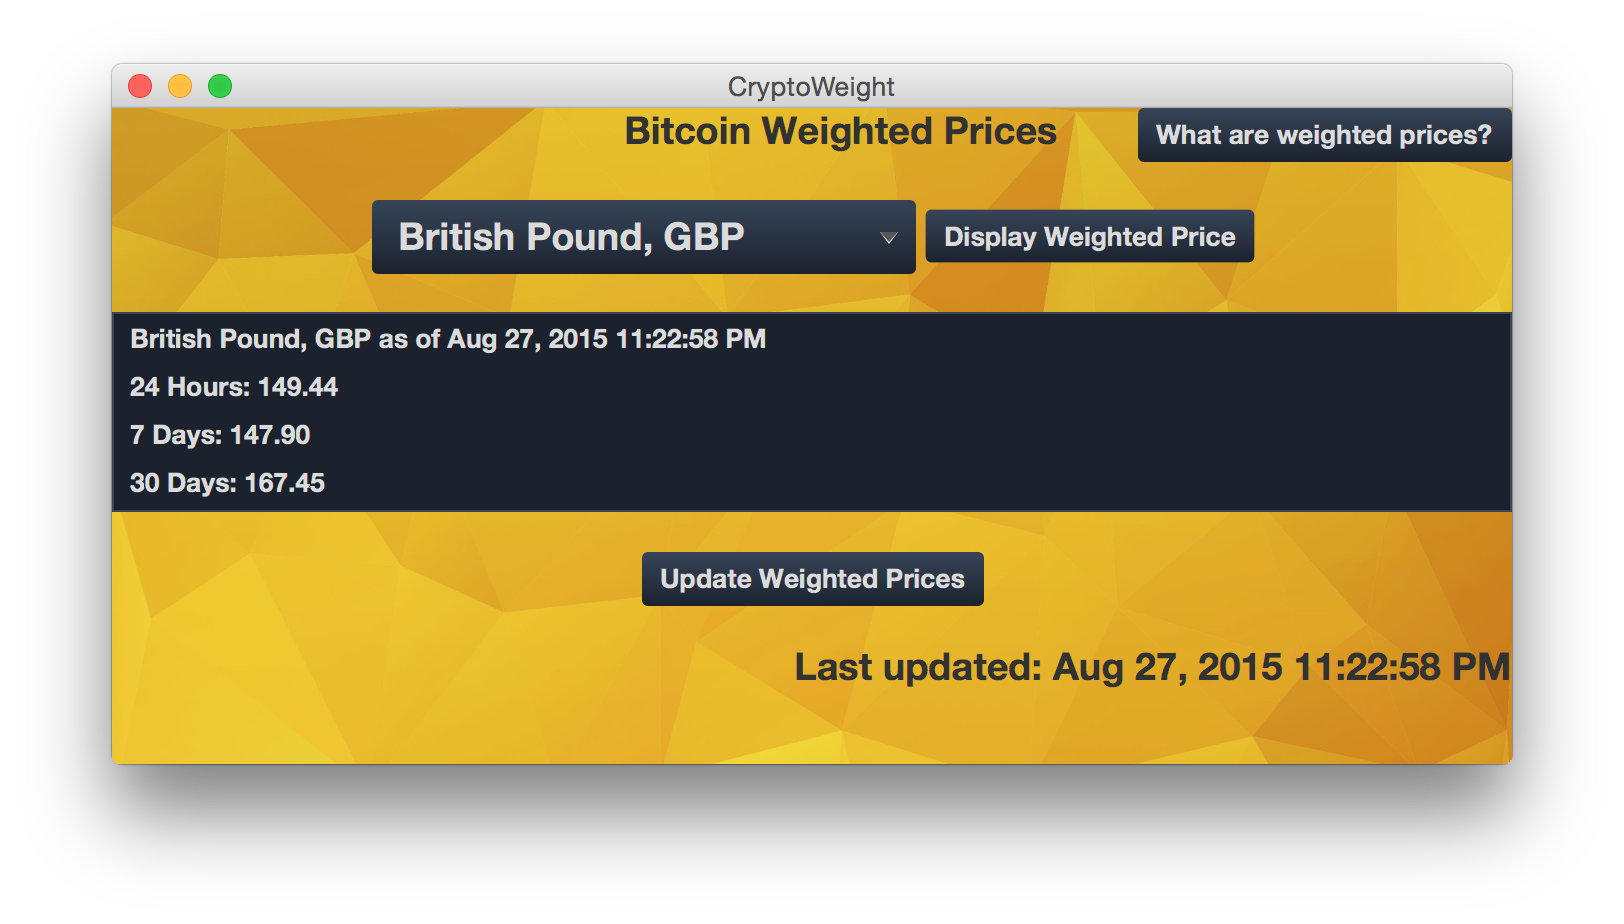 CryptoWeight
Bitcoin Weighted Prices
What are weighted prices?
British Pound, GBP
Display Weighted Price
British Pound, GBP as of Aug 27, 2015 11:22:58 PM
24 Hours: 149.44
7 Days: 147.90
30 Days: 167.45
Update Weighted Prices
Last updated: Aug 27, 2015 11:22:58 PM